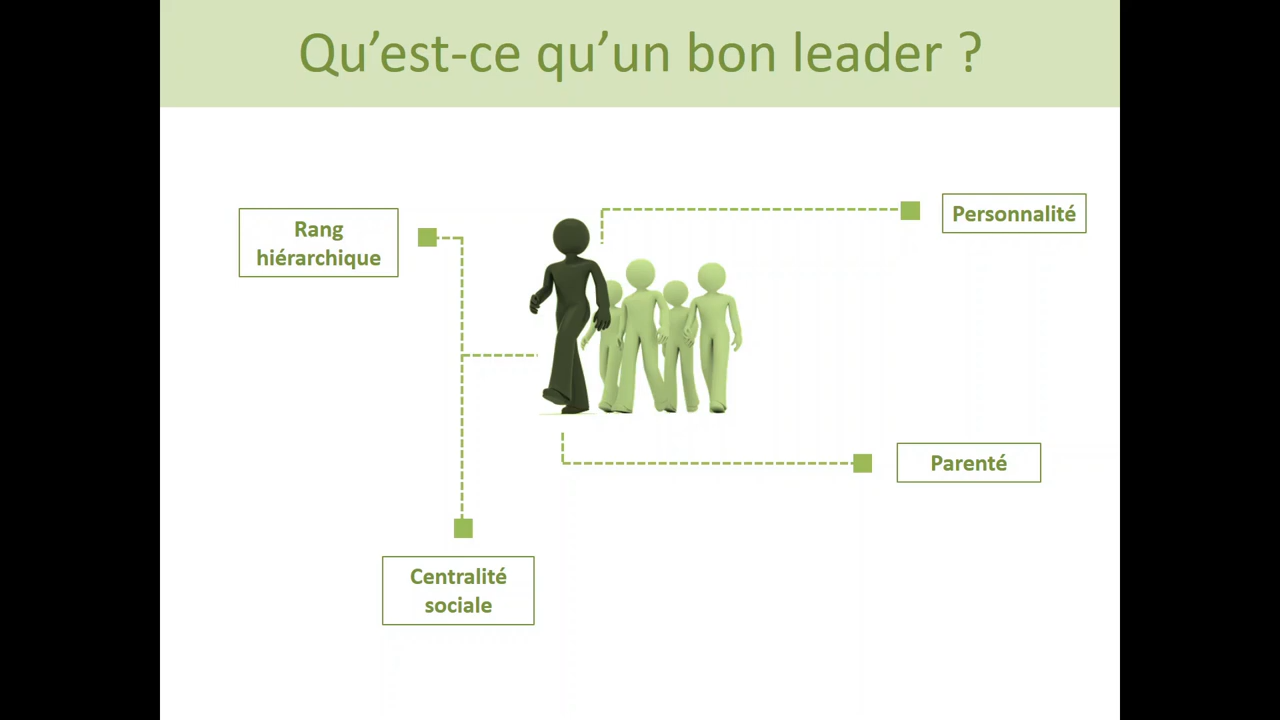 Qu’est-ce qu’un bon leader ?
Rang
hiérarchique
Personnalité
Parenté
Centralité
sociale